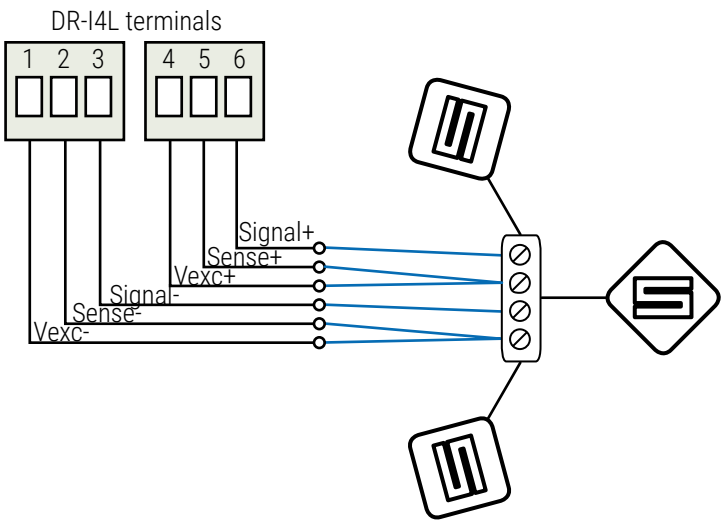 DR-I4L terminals
1 2 3 4 5 6
Signal+
Sense+
Vexc+
Signal-
Sense-
Vexc-